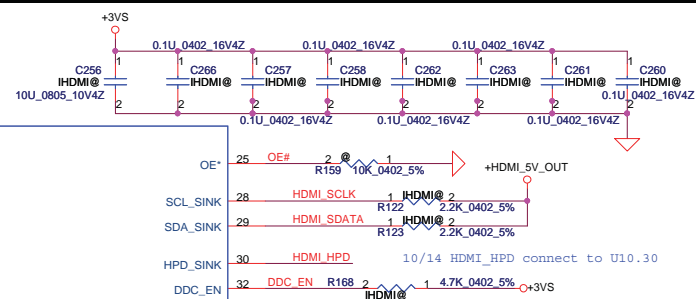 +3VS
0.1U_0402_16V4Z 0.1U_0402_16V4Z 0.1U_0402_16V4Z
1 1 1 1 1 1 1 1
C256 C266 C257 C258 C262 C263 C261 C260
IHDMI@ IHDMI@ IHDMI@ IHDMI@ IHDMI@ IHDMI@ IHDMI@ IHDMI@
10U_0805_10V4Z 0.1U_0402_16V4Z
2 2 2 2 2 2 2 2
0.1U_0402_16V4Z 0.1U_0402_16V4Z 0.1U_0402_16V4Z
OE* 25 OE# 2 @ 1
R159 10K_0402_5%
+HDMI_5V_OUT
SCL_SINK 28 HDMI_SCLK 1 IHDMI@ 2
R122 2.2K_0402_5%
SDA_SINK 29 HDMI_SDATA 1 IHDMI@ 2
R123 2.2K_0402_5%
HPD_SINK 30 HDMI_HPD 10/14 HDMI_HPD connect to U10.30
DDC_EN 32 DDC_EN R168 2 1 4.7K_0402_5% +3VS
IHDMI@